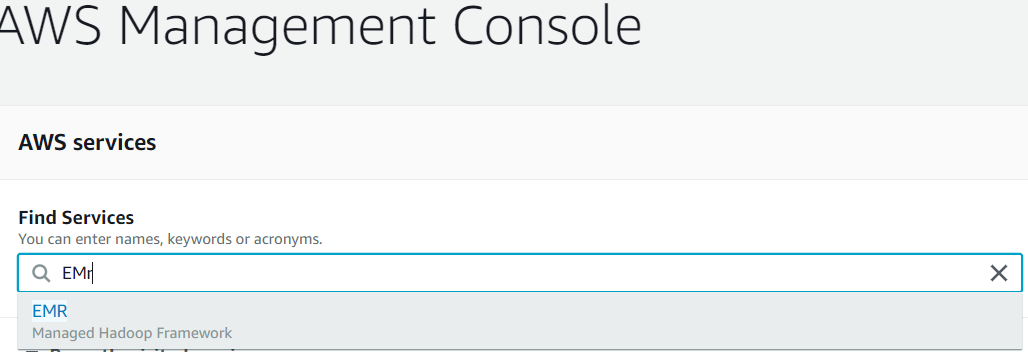 AWS Management Console
AWS services
Find Services
You can enter names, keywords or acronyms.
EMr
EMR
Managed Hadoop Framework